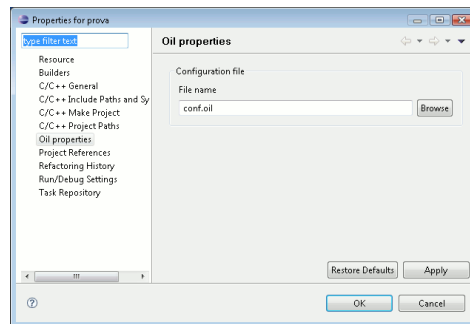 Properties for prova
type filter text
Resource
Builders
C/C++ General
C/C++ Include Paths and Sy
C/C++ Make Project
C/C++ Project Paths
Oil properties
Project References
Refactoring History
Run/Debug Settings
Task Repository
Oil properties
Configuration file
File name
conf.oil
Browse
Restore Defaults
Apply
OK
Cancel